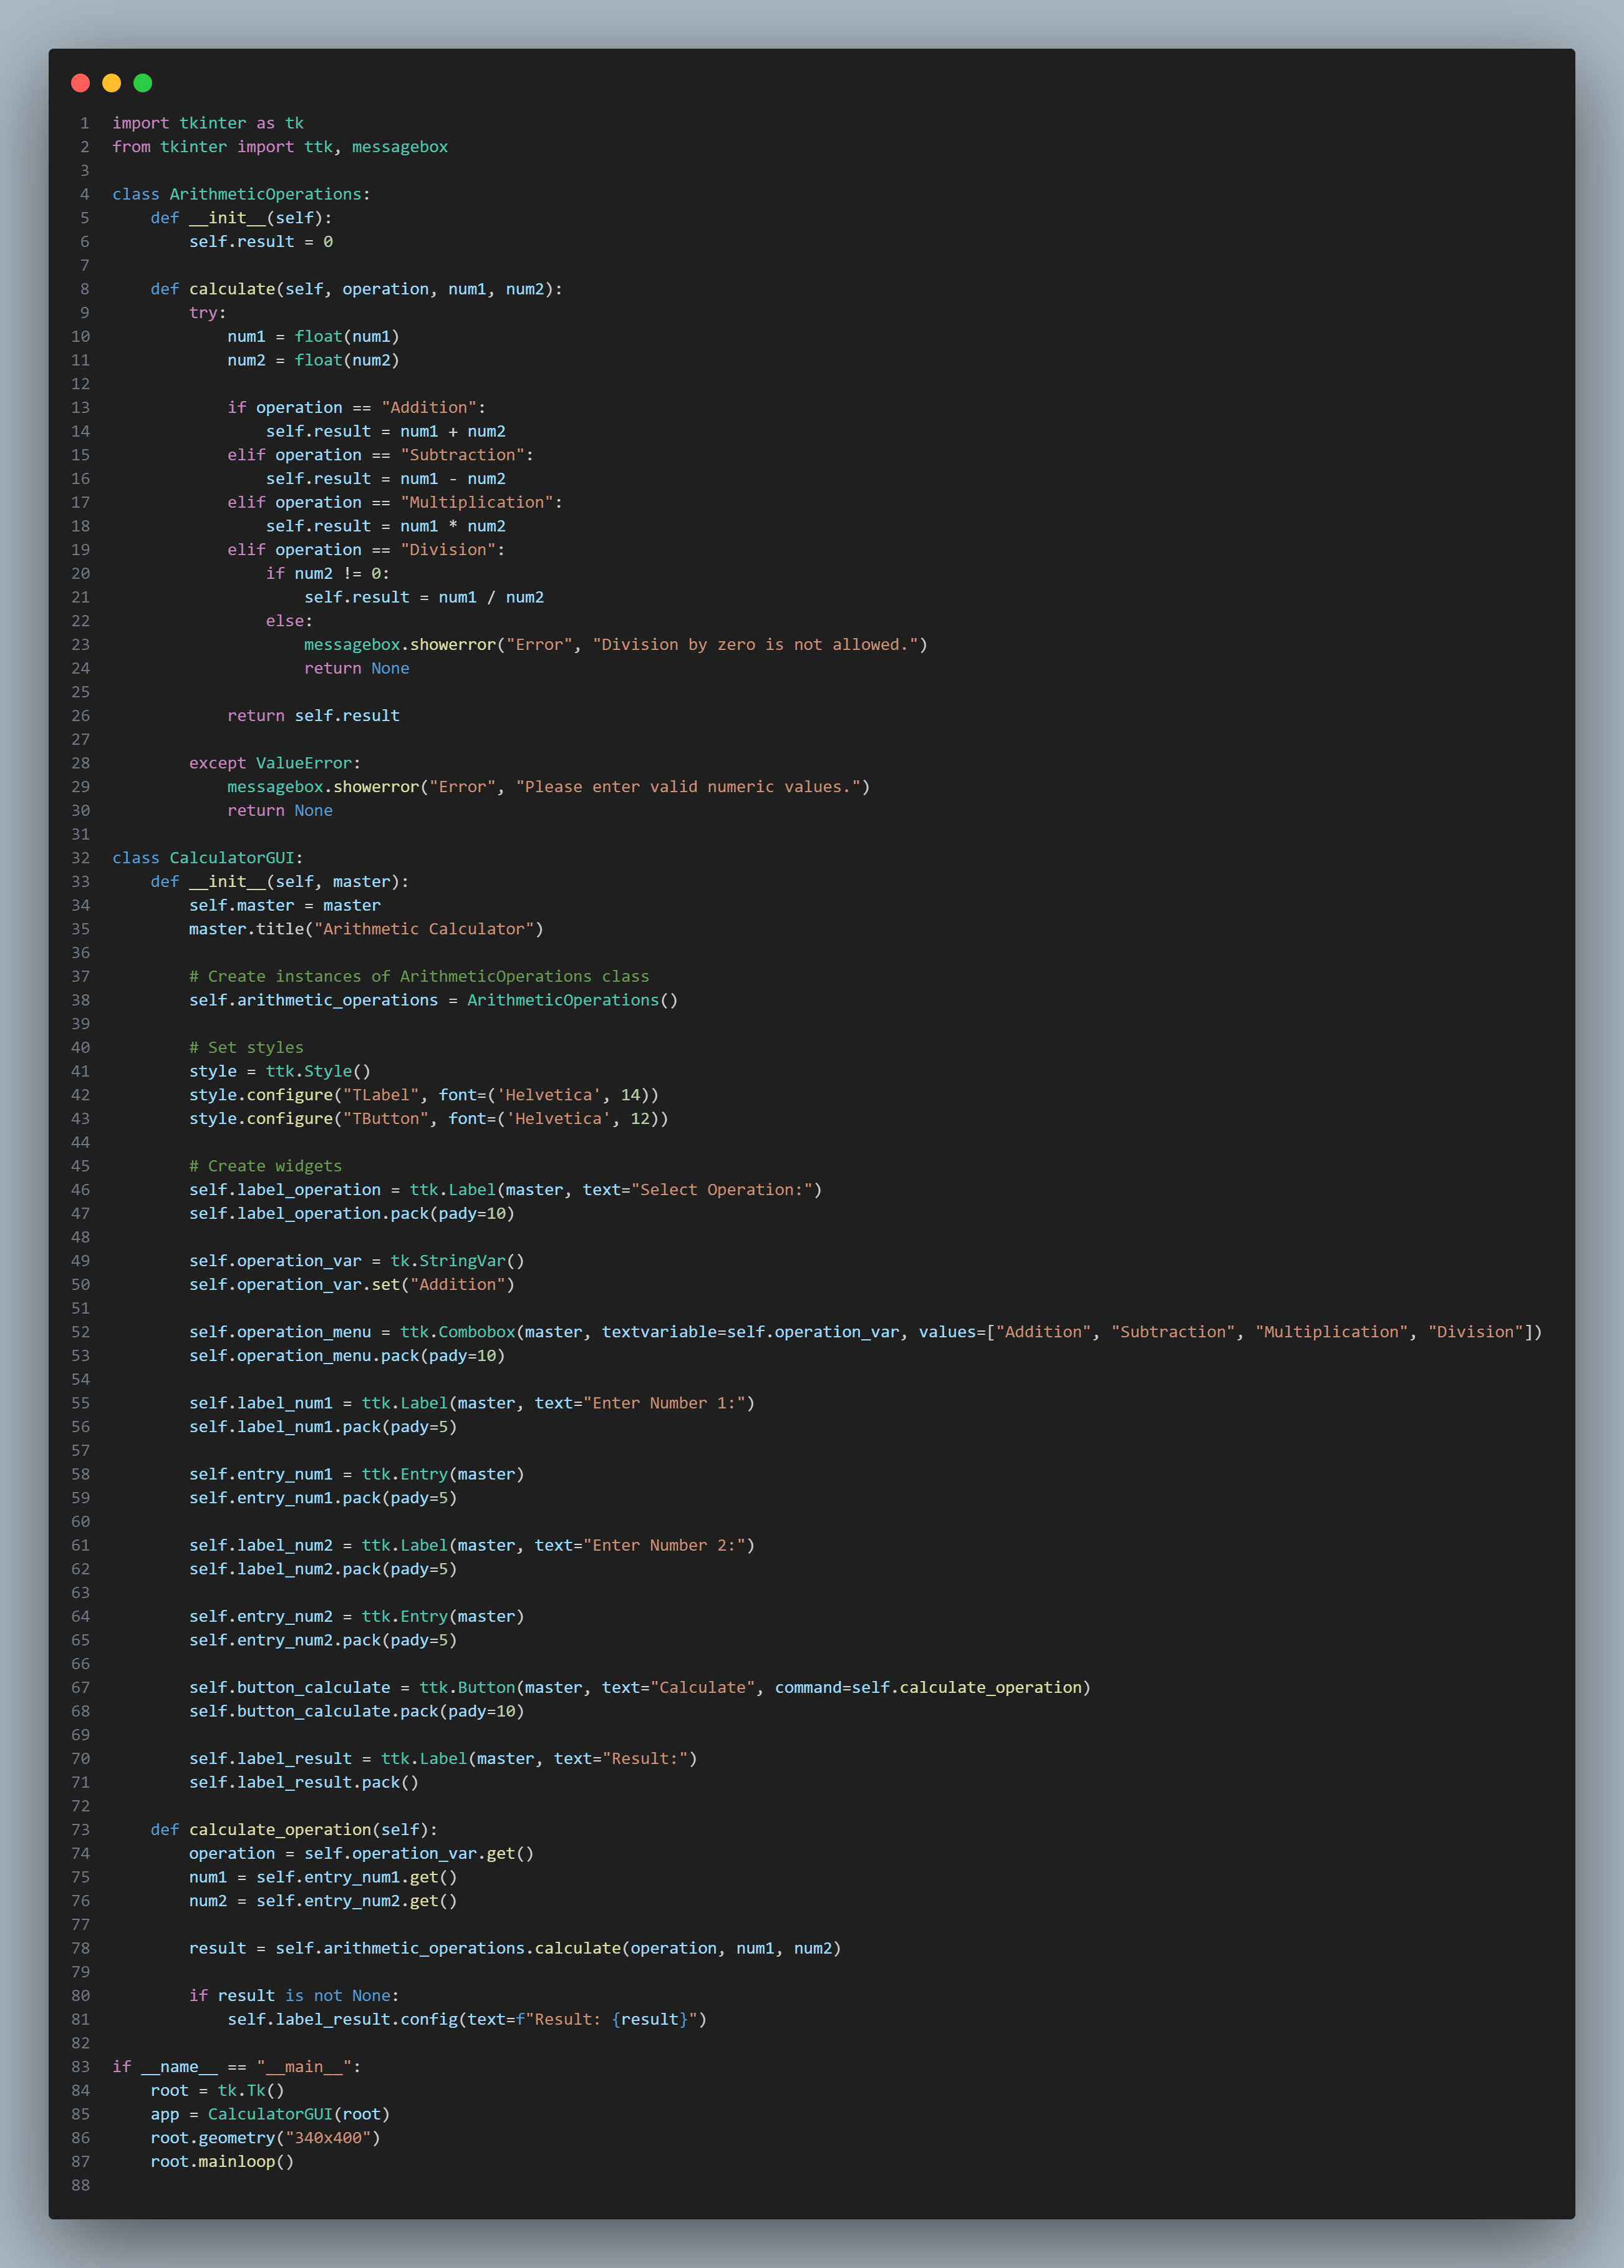 1 import tkinter as tk
2 from tkinter import ttk, messagebox
3
4 class ArithmeticOperations:
5     def __init__(self):
6         self.result = 0
7
8     def calculate(self, operation, num1, num2):
9         try:
10             num1 = float(num1)
11             num2 = float(num2)
12
13             if operation == "Addition":
14                 self.result = num1 + num2
15             elif operation == "Subtraction":
16                 self.result = num1 - num2
17             elif operation == "Multiplication":
18                 self.result = num1 * num2
19             elif operation == "Division":
20                 if num2 != 0:
21                     self.result = num1 / num2
22                 else:
23                     messagebox.showerror("Error", "Division by zero is not allowed.")
24                     return None
25
26             return self.result
27
28         except ValueError:
29             messagebox.showerror("Error", "Please enter valid numeric values.")
30             return None
31
32 class CalculatorGUI:
33     def __init__(self, master):
34         self.master = master
35         master.title("Arithmetic Calculator")
36
37         # Create instances of ArithmeticOperations class
38         self.arithmetic_operations = ArithmeticOperations()
39
40         # Set styles
41         style = ttk.Style()
42         style.configure("TLabel", font=('Helvetica', 14))
43         style.configure("TButton", font=('Helvetica', 12))
44
45         # Create widgets
46         self.label_operation = ttk.Label(master, text="Select Operation:")
47         self.label_operation.pack(pady=10)
48
49         self.operation_var = tk.StringVar()
50         self.operation_var.set("Addition")
51
52         self.operation_menu = ttk.Combobox(master, textvariable=self.operation_var, values=["Addition", "Subtraction", "Multiplication", "Division"])
53         self.operation_menu.pack(pady=10)
54
55         self.label_num1 = ttk.Label(master, text="Enter Number 1:")
56         self.label_num1.pack(pady=5)
57
58         self.entry_num1 = ttk.Entry(master)
59         self.entry_num1.pack(pady=5)
60
61         self.label_num2 = ttk.Label(master, text="Enter Number 2:")
62         self.label_num2.pack(pady=5)
63
64         self.entry_num2 = ttk.Entry(master)
65         self.entry_num2.pack(pady=5)
66
67         self.button_calculate = ttk.Button(master, text="Calculate", command=self.calculate_operation)
68         self.button_calculate.pack(pady=10)
69
70         self.label_result = ttk.Label(master, text="Result:")
71         self.label_result.pack()
72
73     def calculate_operation(self):
74         operation = self.operation_var.get()
75         num1 = self.entry_num1.get()
76         num2 = self.entry_num2.get()
77
78         result = self.arithmetic_operations.calculate(operation, num1, num2)
79
80         if result is not None:
81             self.label_result.config(text=f"Result: {result}")
82
83 if __name__ == "__main__":
84     root = tk.Tk()
85     app = CalculatorGUI(root)
86     root.geometry("340x400")
87     root.mainloop()
88